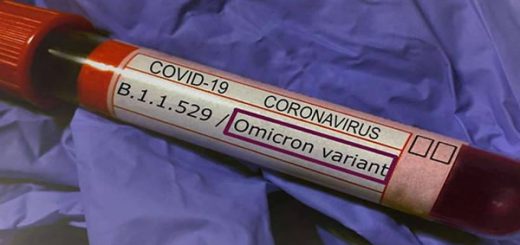 COVID-19 CORONAVIRUS
B.1.1.529 / Omicron variant